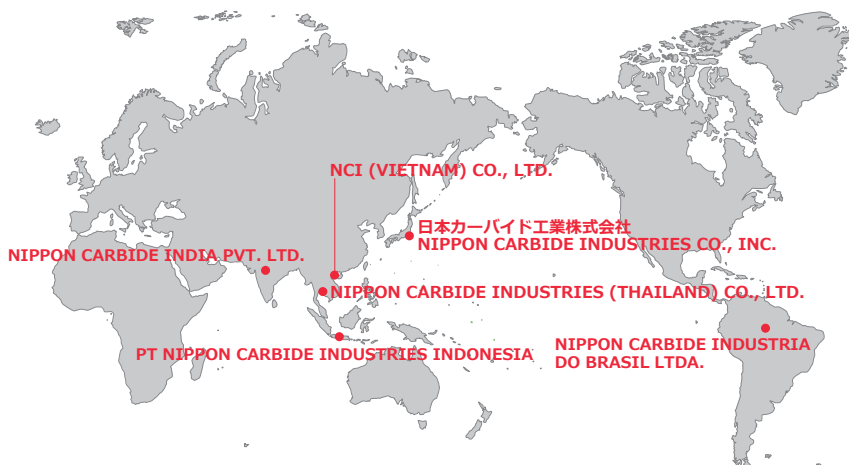 NCI (VIETNAM) CO., LTD.
日本カーバイド工業株式会社
NIPPON CARBIDE INDUSTRIES CO., INC.
NIPPON CARBIDE INDIA PVT. LTD.
NIPPON CARBIDE INDUSTRIES (THAILAND) CO., LTD.
PT NIPPON CARBIDE INDUSTRIES INDONESIA
NIPPON CARBIDE INDUSTRIA
DO BRASIL LTDA.